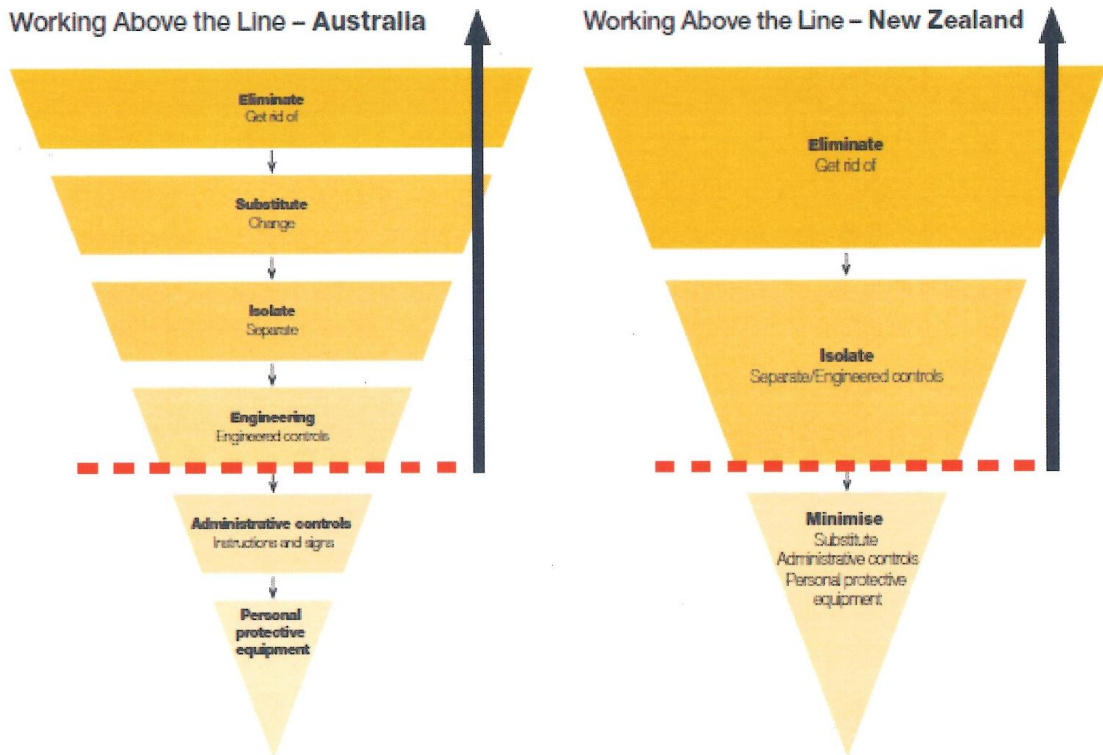 Working Above the Line – Australia
Eliminate
Get rid of
Substitute
Change
Isolate
Separate
Engineering
Engineered controls
Administrative controls
Instructions and signs
Personal
protective
equipment
Working Above the Line – New Zealand
Eliminate
Get rid of
Isolate
Separate/Engineered controls
Minimise
Substitute
Administrative controls
Personal protective
equipment